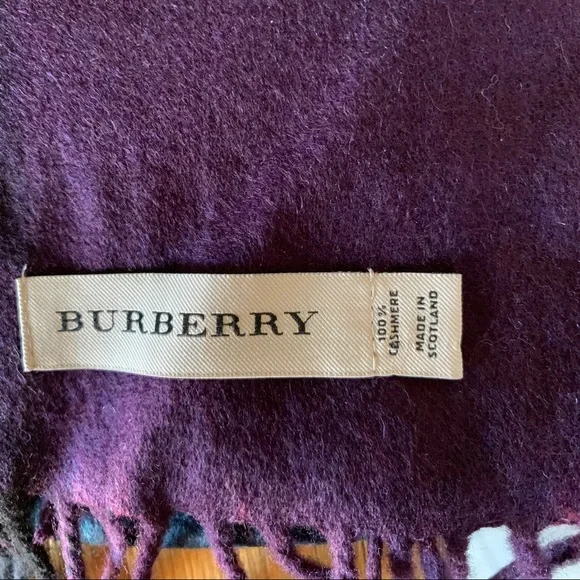 BURBERRY
100%
CASHMERE
MADE IN
SCOTLAND